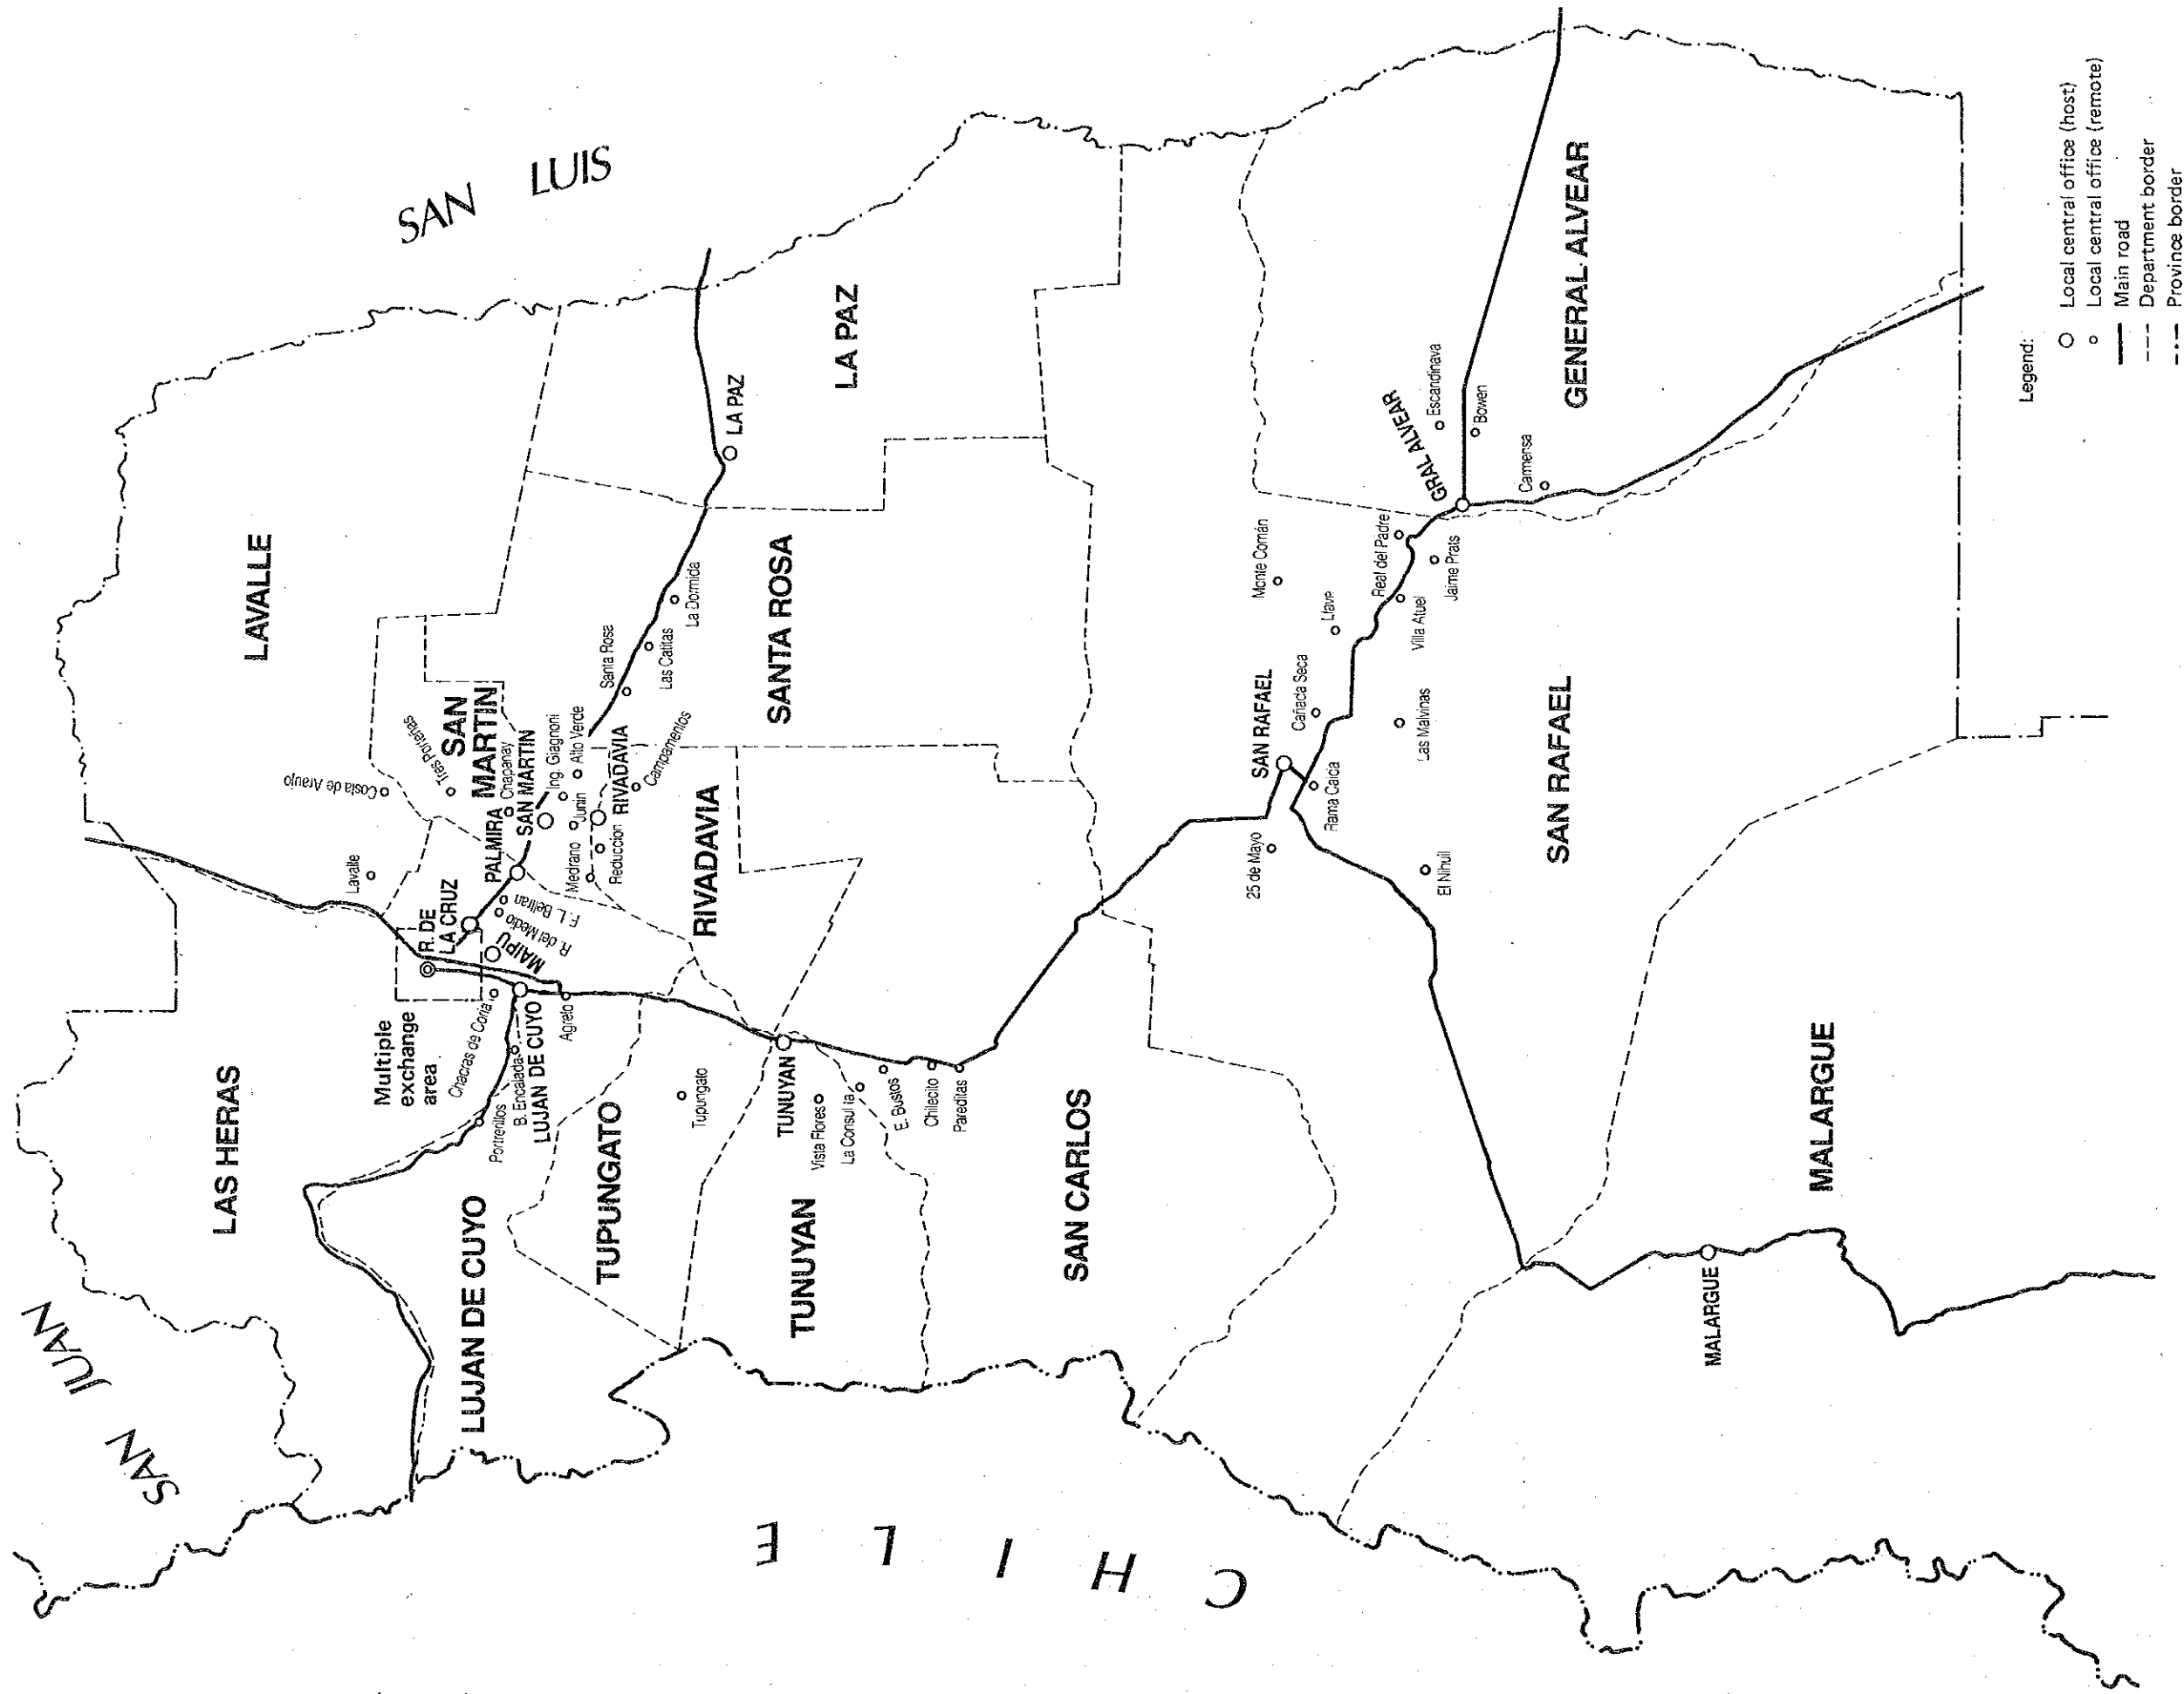 SAN JUAN
SAN LUIS
CHILE
LAS HERAS
LAVALLE
Multiple
exchange
area
R. DE
LA CRUZ
Lavalle
Costa de Araujo
Tres Porteñas
SAN
MARTIN
Chapanay
PALMIRA
SAN MARTIN
Ing. Giagnoni
Alto Verde
Junin
Medrano
Reduccion
RIVADAVIA
Campamentos
F. L. Beltran
R. del Medio
MAIPU
Chacras de Coria
Potrerillos
B. Encalada
LUJAN DE CUYO
Agrelo
LUJAN DE CUYO
Santa Rosa
Las Catitas
La Dormida
LA PAZ
LA PAZ
SANTA ROSA
RIVADAVIA
TUPUNGATO
Tupungato
TUNUYAN
TUNUYAN
Vista Flores
La Consulta
E. Bustos
Chilecito
Pareditas
SAN CARLOS
25 de Mayo
SAN RAFAEL
Rama Caida
Cañada Seca
Llave
Monte Comán
Las Malvinas
El Nihuil
Villa Atuel
Real del Padre
Jaime Prats
GRAL ALVEAR
Escandinava
Bowen
Carmensa
GENERAL ALVEAR
SAN RAFAEL
MALARGUE
MALARGUE
Legend:
Local central office (host)
Local central office (remote)
Main road
Department border
Province border